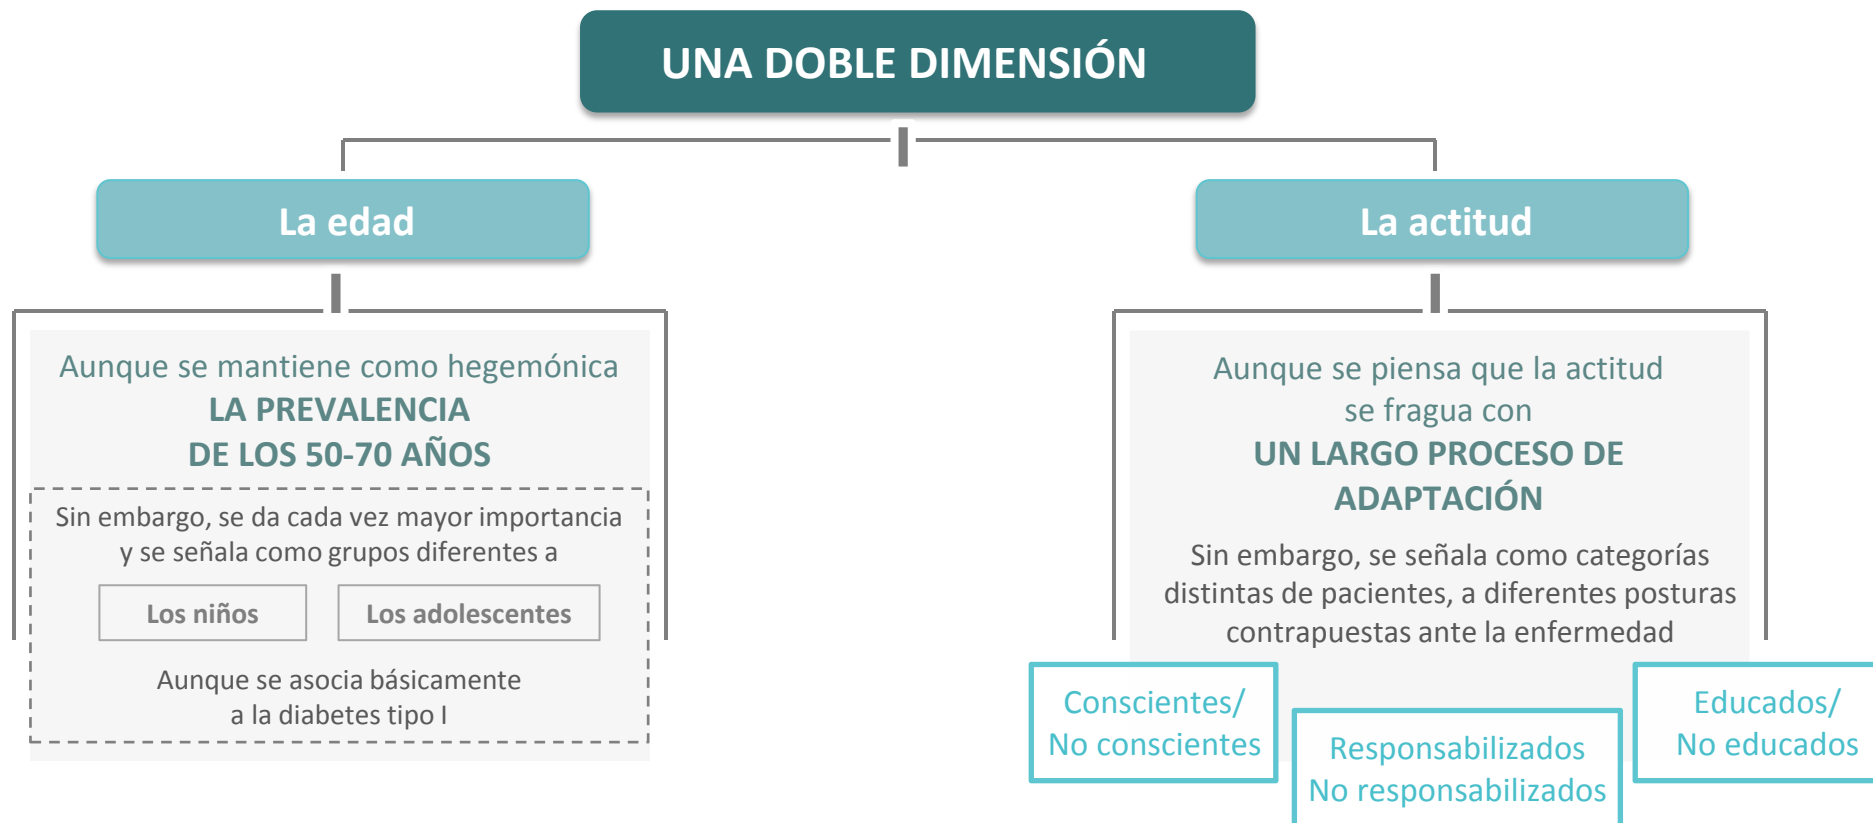 UNA DOBLE DIMENSIÓN
La edad
Aunque se mantiene como hegemónica
LA PREVALENCIA
DE LOS 50-70 AÑOS
Sin embargo, se da cada vez mayor importancia
y se señala como grupos diferentes a
Los niños
Los adolescentes
Aunque se asocia básicamente
a la diabetes tipo I
La actitud
Aunque se piensa que la actitud
se fragua con
UN LARGO PROCESO DE
ADAPTACIÓN
Sin embargo, se señala como categorías
distintas de pacientes, a diferentes posturas
contrapuestas ante la enfermedad
Conscientes/
No conscientes
Responsabilizados
No responsabilizados
Educados/
No educados